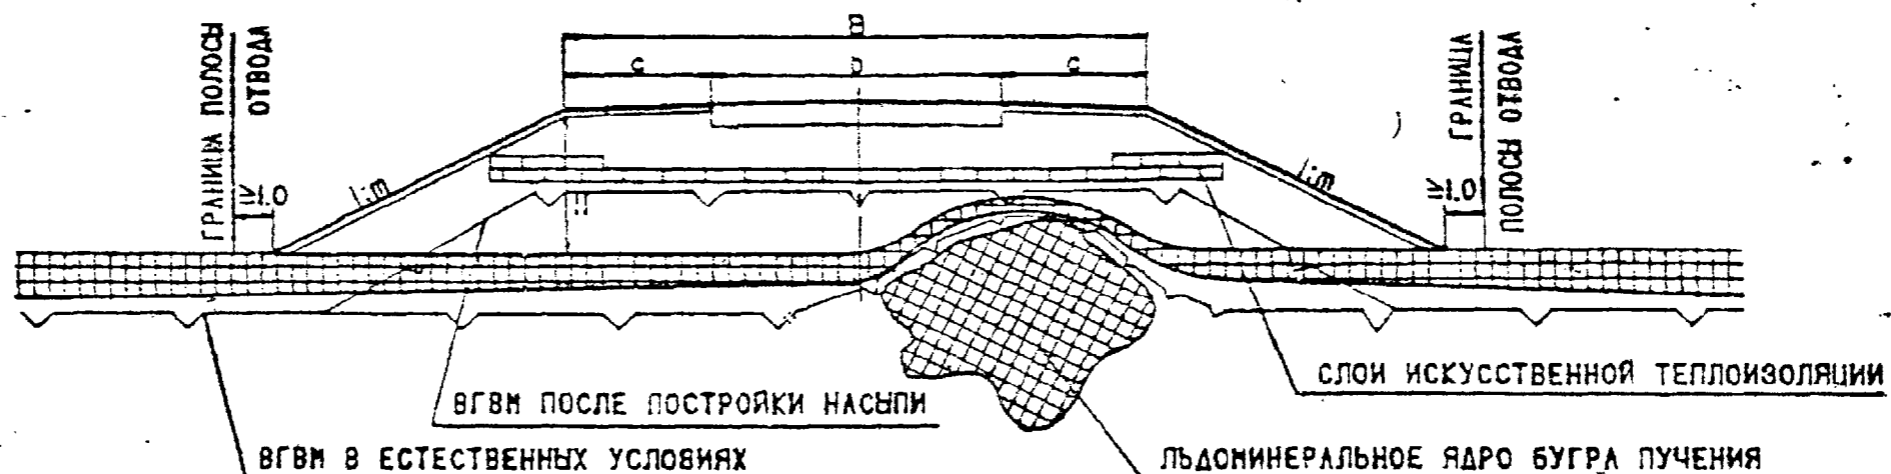 ГРАНИЦА ПОЛОСЫ
ОТВОДА
В
С
D
С
ГРАНИЦА
ПОЛОСЫ ОТВОДА
≥1.0
1:m
1:m
≥1.0
СЛОИ ИСКУССТВЕННОЙ ТЕПЛОИЗОЛЯЦИИ
ВГВМ ПОСЛЕ ПОСТРОЙКИ НАСЫПИ
ВГВМ В ЕСТЕСТВЕННЫХ УСЛОВИЯХ
ЛЬДОМИНЕРАЛЬНОЕ ЯДРО БУГРА ПУЧЕНИЯ